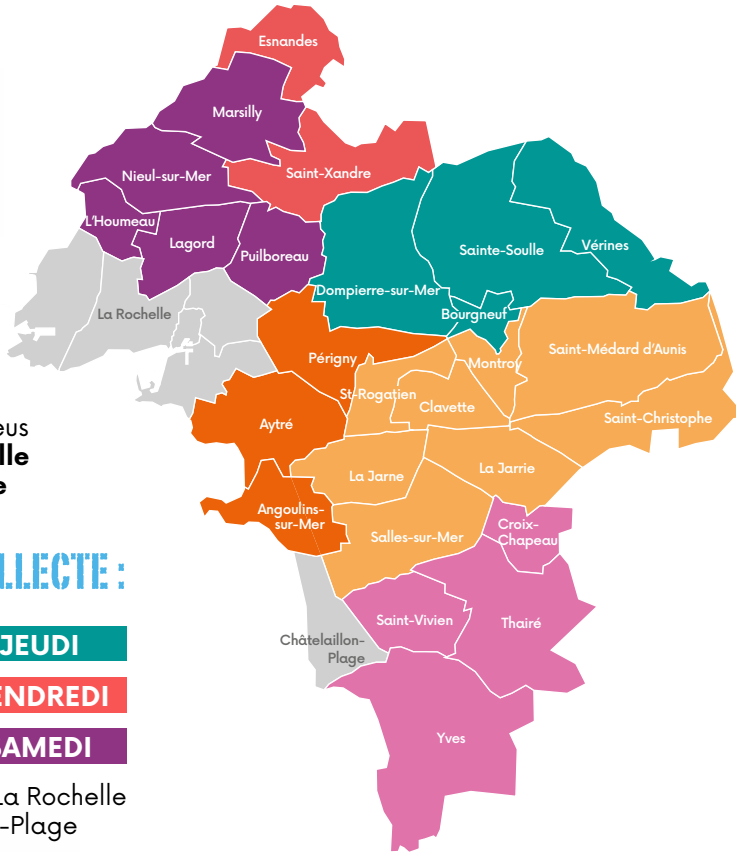 Esnandes
Marsilly
Saint-Xandre
Nieul-sur-Mer
L'Houmeau
Lagord
Puilboreau
Sainte-Soulle
Vérines
Dompierre-sur-Mer
Bourgneuf
La Rochelle
Périgny
Montroy
Saint-Médard d'Aunis
St-Rogatien
Clavette
Saint-Christophe
Aytré
La Jarne
La Jarrie
Angoulins-
sur-Mer
Salles-sur-Mer
Croix-
Chapeau
Saint-Vivien
Thairé
Châtelaillon-
Plage
Yves
eus
lle
e
LLECTE :
JEUDI
ENDREDI
SAMEDI
La Rochelle
-Plage